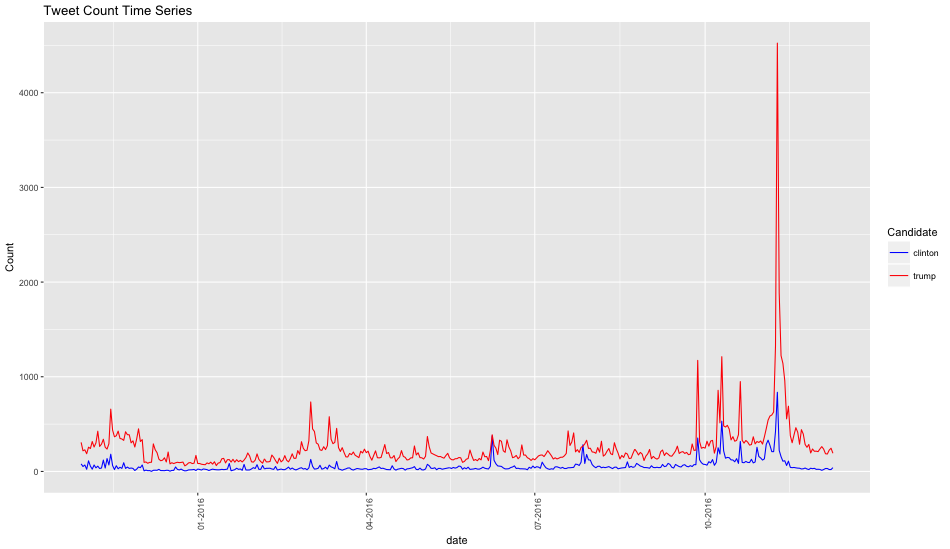 Tweet Count Time Series
Count
4000
3000
2000
1000
0
01-2016
04-2016
07-2016
10-2016
date
Candidate
clinton
trump